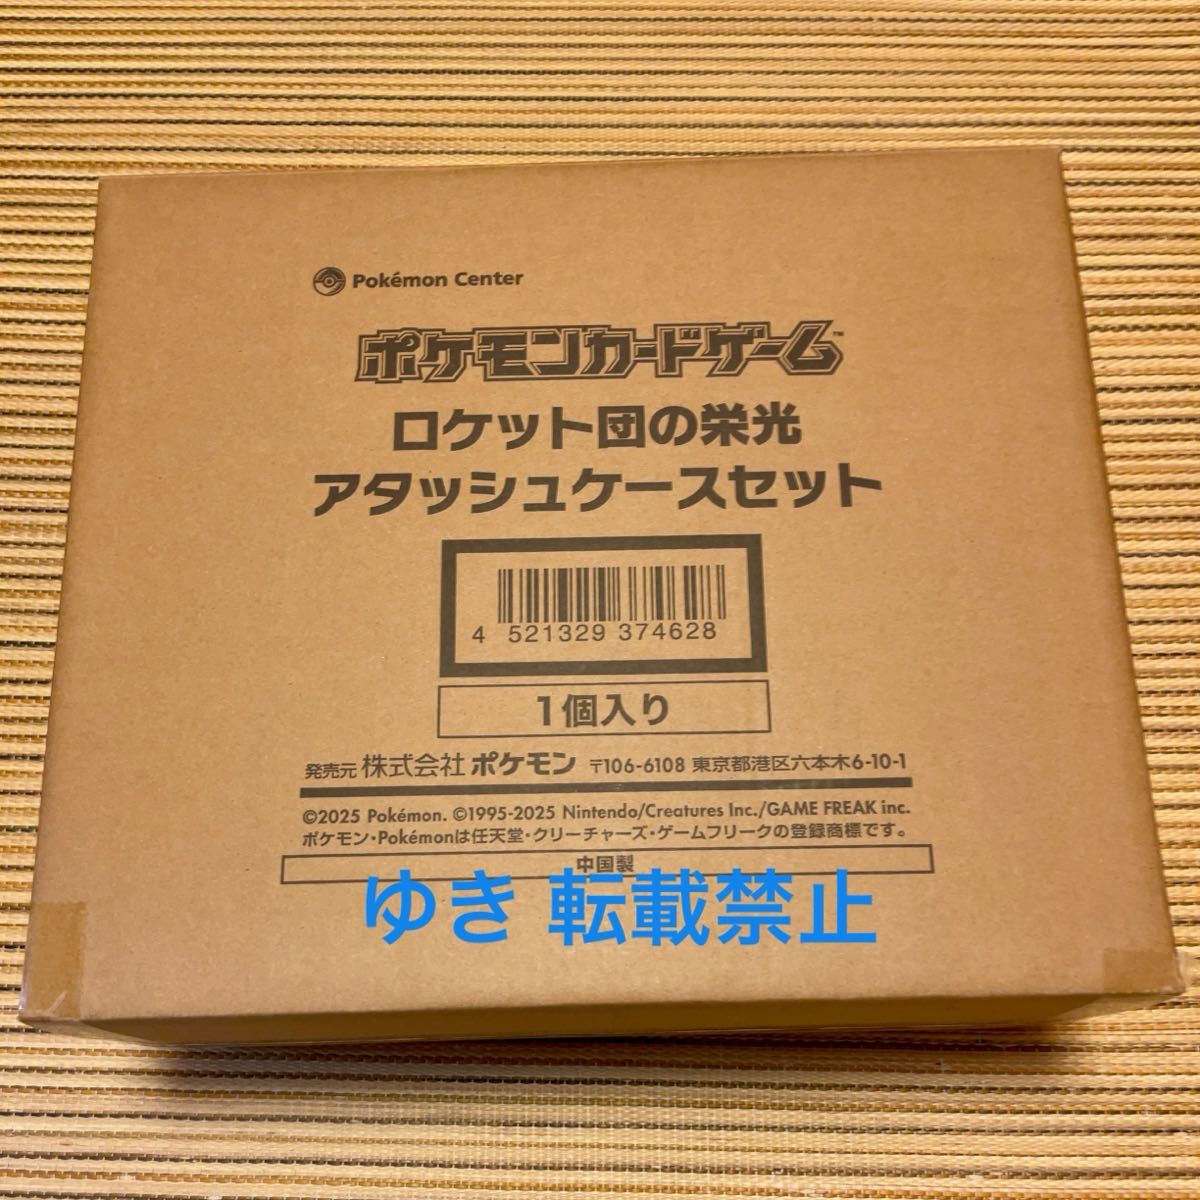 Pokémon Center
ポケモンカードゲーム™
ロケット団の栄光
アタッシュケースセット
4 521329 374628
1個入り
発売元 株式会社 ポケモン 〒106-6108 東京都港区六本木6-10-1
©2025 Pokémon. ©1995-2025 Nintendo/Creatures Inc./GAME FREAK inc.
ポケモン・Pokémonは任天堂・クリーチャーズ・ゲームフリークの登録商標です。
中国製
ゆき 転載禁止